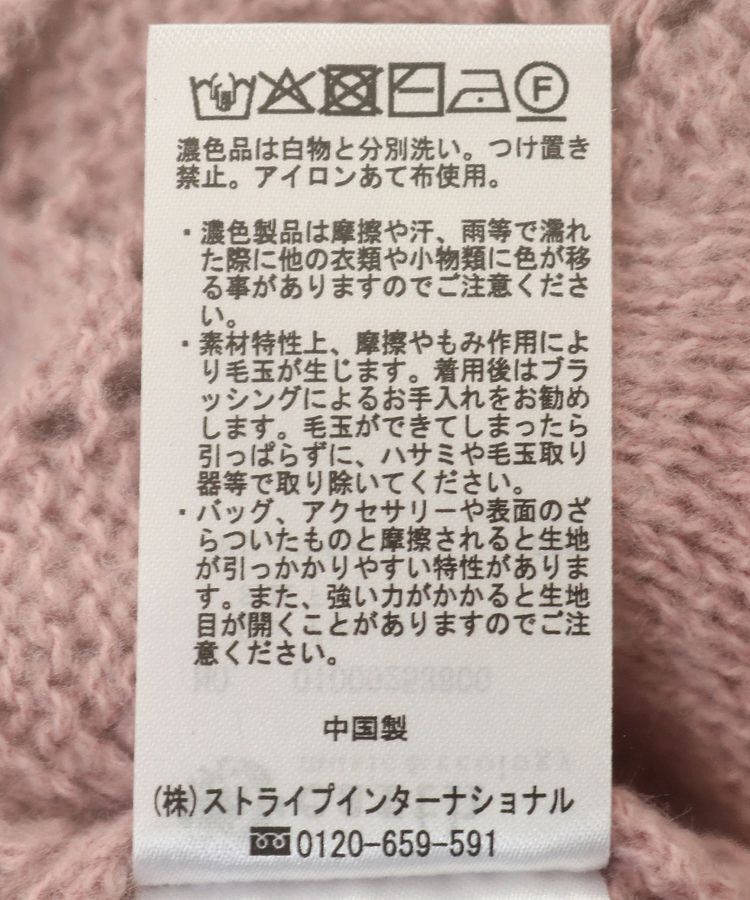 F
濃色品は白物と分別洗い。つけ置き
禁止。アイロンあて布使用。
・濃色製品は摩擦や汗、雨等で濡れ
た際に他の衣類や小物類に色が移
る事がありますのでご注意くださ
い。
・素材特性上、摩擦やもみ作用によ
り毛玉が生じます。着用後はブラ
ッシングによるお手入れをお勧め
します。毛玉ができてしまったら
引っぱらずに、ハサミや毛玉取り
器等で取り除いてください。
・バッグ、アクセサリーや表面のざ
らついたものと摩擦されると生地
が引っかかりやすい特性がありま
す。また、強い力がかかると生地
目が開くことがありますのでご注
意ください。
中国製
(株)ストライプインターナショナル
0120-659-591